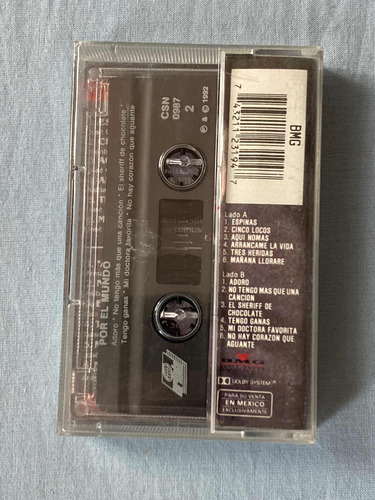 POR EL MUNDO
Adoro * No tengo más que una canción * El sheriff de chocolate *
Tengo ganas * Mi doctora favorita * No hay corazon que aguante
CSN
0987
2
℗ & © 1992
BMG
7 43211 23194 7
Lado A
1. ESPINAS
2. CINCO LOCOS
3. AQUI NOMAS
4. ARRANCAME LA VIDA
5. TRES HERIDAS
6. MAÑANA LLORARE
Lado B
1. ADORO
2. NO TENGO MAS QUE UNA
CANCION
3. EL SHERIFF DE
CHOCOLATE
4. TENGO GANAS
5. MI DOCTORA FAVORITA
6. NO HAY CORAZON QUE
AGUANTE
BMG
DOLBY SYSTEM
PARA SU VENTA
EN MEXICO
EXCLUSIVAMENTE